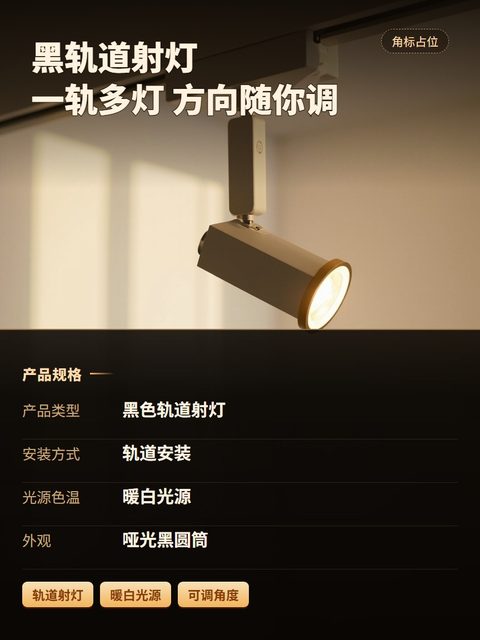 角标占位
黑轨道射灯
一轨多灯 方向随你调
产品规格
产品类型 黑色轨道射灯
安装方式 轨道安装
光源色温 暖白光源
外观 哑光黑圆筒
轨道射灯 暖白光源 可调角度